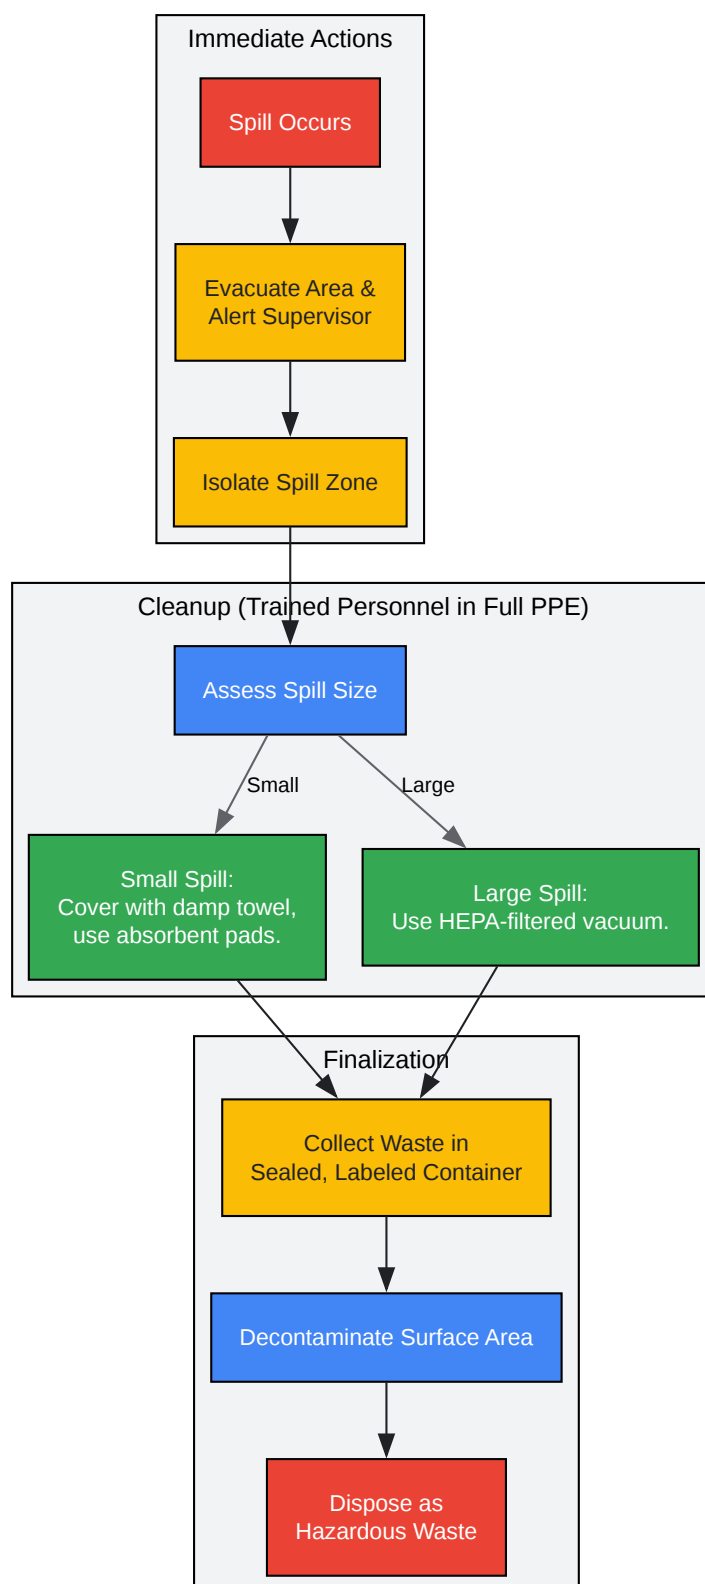 Immediate Actions
Spill Occurs
Evacuate Area &
Alert Supervisor
Isolate Spill Zone
Cleanup (Trained Personnel in Full PPE)
Assess Spill Size
Small
Large
Small Spill:
Cover with damp towel,
use absorbent pads.
Large Spill:
Use HEPA-filtered vacuum.
Finalization
Collect Waste in
Sealed, Labeled Container
Decontaminate Surface Area
Dispose as
Hazardous Waste